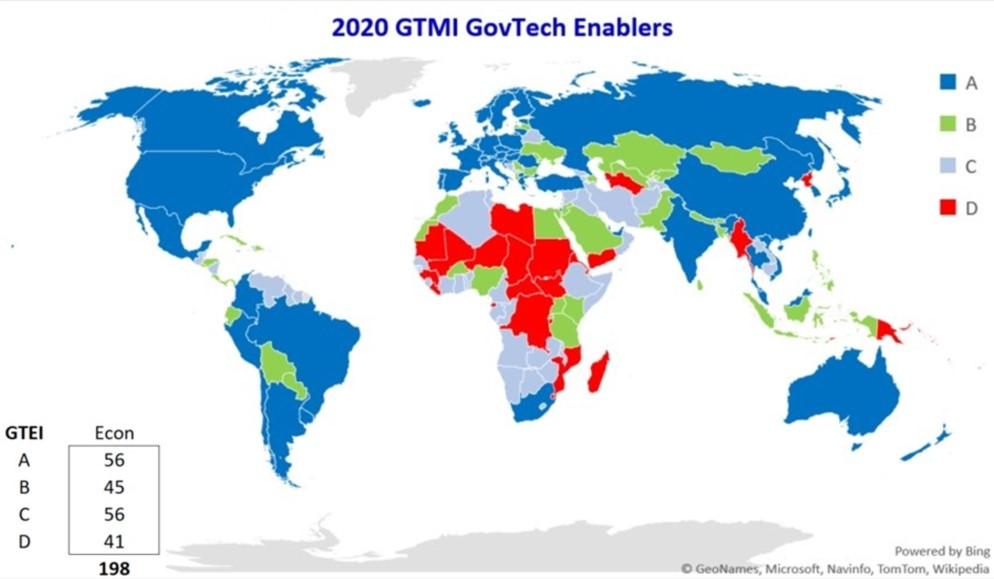 2020 GTMI GovTech Enablers
A
B
C
D
GTEI Econ
A 56
B 45
C 56
D 41
198
Powered by Bing
© GeoNames, Microsoft, Navinfo, TomTom, Wikipedia